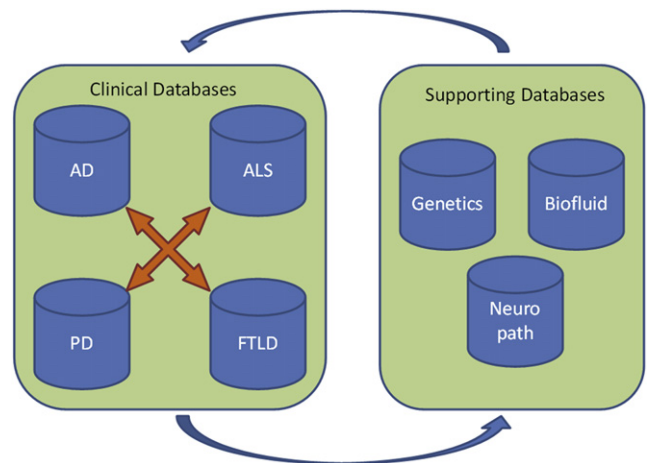 Clinical Databases
AD
ALS
PD
FTLD
Supporting Databases
Genetics
Biofluid
Neuro
path